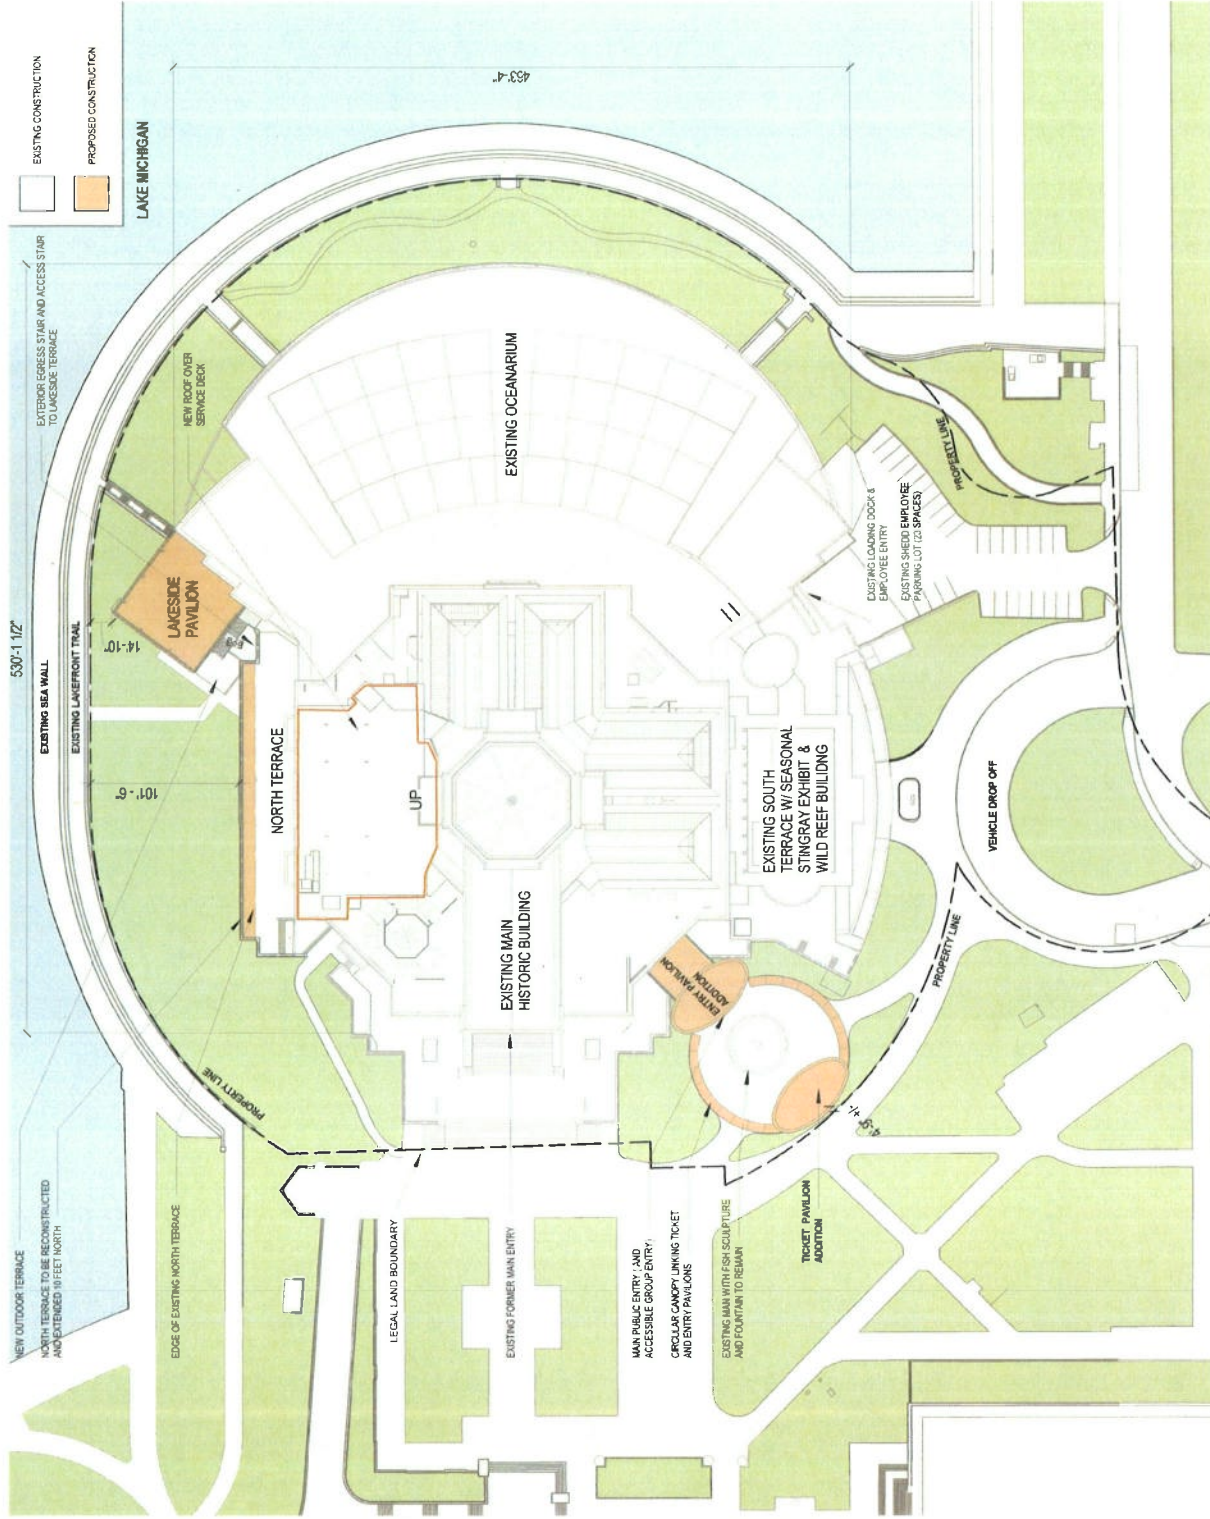 EXISTING CONSTRUCTION
PROPOSED CONSTRUCTION
LAKE MICHIGAN
463'-4"
530'-1 1/2"
EXTERIOR EGRESS STAIR AND ACCESS STAIR
TO LAKESIDE TERRACE
NEW ROOF OVER
SERVICE DECK
EXISTING SEA WALL
EXISTING LAKEFRONT TRAIL
14'-10"
LAKESIDE
PAVILION
101'-6"
NORTH TERRACE
UP
EXISTING OCEANARIUM
EXISTING MAIN
HISTORIC BUILDING
EXISTING SOUTH
TERRACE W/ SEASONAL
STINGRAY EXHIBIT &
WILD REEF BUILIDNG
EXISTING LOADING DOCK &
EMPLOYEE ENTRY
EXISTING SHEDD EMPLOYEE
PARKING LOT (23 SPACES)
PROPERTY LINE
VEHICLE DROP OFF
PROPERTY LINE
ENTRY PAVILION
ADDITION
PROPERTY LINE
NEW OUTDOOR TERRACE
NORTH TERRACE TO BE RECONSTRUCTED
AND EXTENDED 10 FEET NORTH
EDGE OF EXISTING NORTH TERRACE
LEGAL LAND BOUNDARY
EXISTING FORMER MAIN ENTRY
MAIN PUBLIC ENTRY (AND
ACCESSIBLE GROUP ENTRY)
CIRCULAR CANOPY LINKING TICKET
AND ENTRY PAVILIONS
EXISTING MAN WITH FISH SCULPTURE
AND FOUNTAIN TO REMAIN
TICKET PAVILION
ADDITION